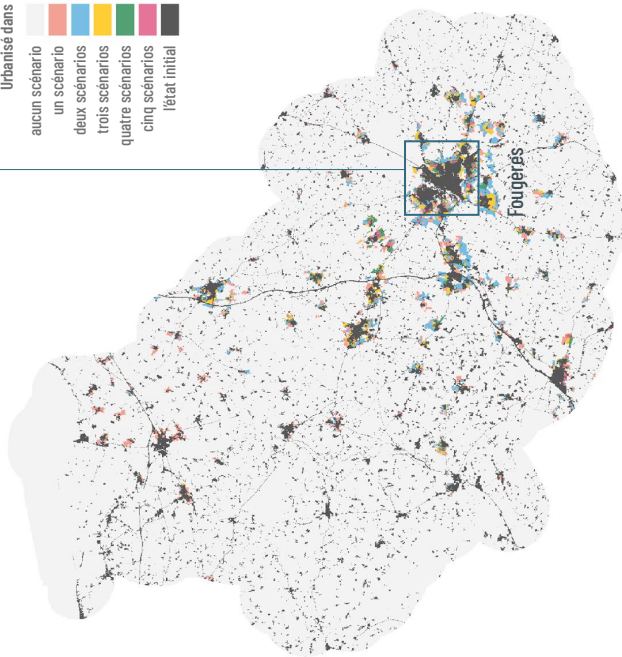 Urbanisé dans
aucun scénario
un scénario
deux scénarios
trois scénarios
quatre scénarios
cinq scénarios
l'état initial
Fougères